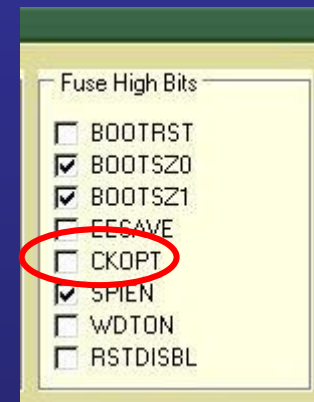 Fuse High Bits
BOOTRST
BOOTSZ0
BOOTSZ1
EESAVE
CKOPT
SPIEN
WDTON
RSTDISBL